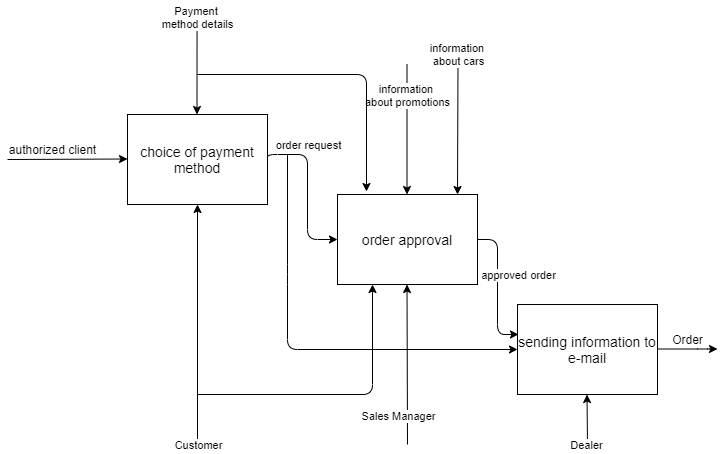 Payment
method details
information
about cars
information
about promotions
authorized client
choice of payment
method
order request
order approval
approved order
sending information to
e-mail
Order
Sales Manager
Customer
Dealer